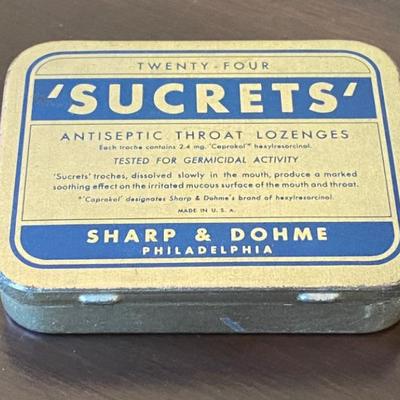 TWENTY-FOUR
'SUCRETS'
ANTISEPTIC THROAT LOZENGES
Each troche contains 2.4 mg. 'Caprokol'* hexylresorcinol.
TESTED FOR GERMICIDAL ACTIVITY
'Sucrets' troches, dissolved slowly in the mouth, produce a marked
soothing effect on the irritated mucous surface of the mouth and throat.
*'Caprokol' designates Sharp & Dohme's brand of hexylresorcinol.
MADE IN U. S. A.
SHARP & DOHME
PHILADELPHIA